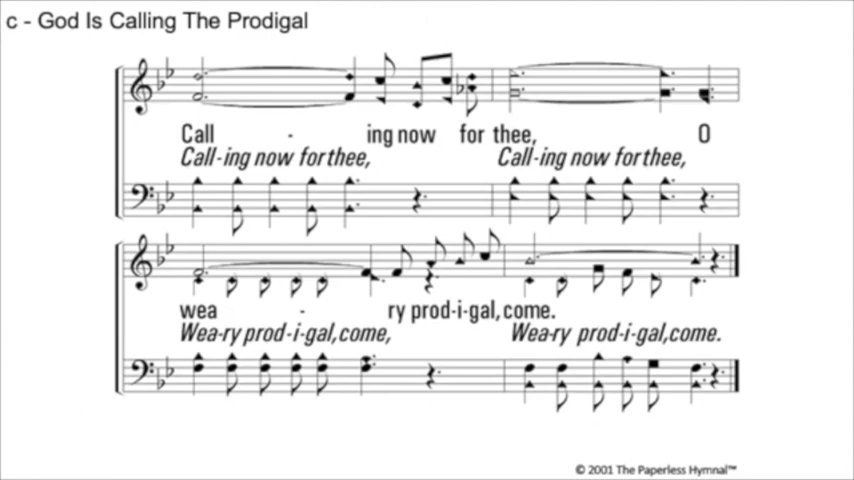 c - God Is Calling The Prodigal
Call - ing now for thee, O
Call-ing now for thee, Call-ing now for thee,
wea - ry prod-i-gal, come.
Wea-ry prod-i-gal, come, Wea-ry prod-i-gal, come.
© 2001 The Paperless Hymnal™